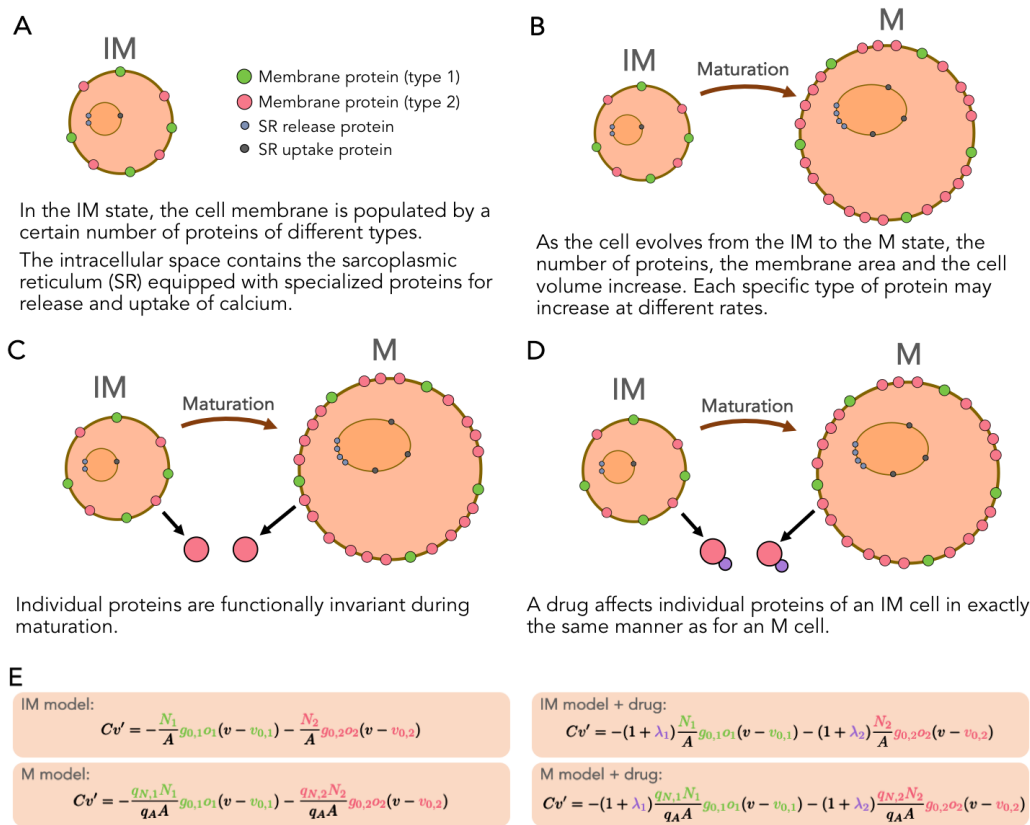 A
IM
Membrane protein (type 1)
Membrane protein (type 2)
SR release protein
SR uptake protein
In the IM state, the cell membrane is populated by a
certain number of proteins of different types.
The intracellular space contains the sarcoplasmic
reticulum (SR) equipped with specialized proteins for
release and uptake of calcium.
B
IM
Maturation
M
As the cell evolves from the IM to the M state, the
number of proteins, the membrane area and the cell
volume increase. Each specific type of protein may
increase at different rates.
C
IM
Maturation
M
Individual proteins are functionally invariant during
maturation.
D
IM
Maturation
M
A drug affects individual proteins of an IM cell in exactly
the same manner as for an M cell.
E
IM model:
Cv′ = −N₁/A g₀,₁o₁(v − v₀,₁) − N₂/A g₀,₂o₂(v − v₀,₂)
M model:
Cv′ = −q_N,₁N₁/q_A A g₀,₁o₁(v − v₀,₁) − q_N,₂N₂/q_A A g₀,₂o₂(v − v₀,₂)
IM model + drug:
Cv′ = −(1 + λ₁)N₁/A g₀,₁o₁(v − v₀,₁) − (1 + λ₂)N₂/A g₀,₂o₂(v − v₀,₂)
M model + drug:
Cv′ = −(1 + λ₁)q_N,₁N₁/q_A A g₀,₁o₁(v − v₀,₁) − (1 + λ₂)q_N,₂N₂/q_A A g₀,₂o₂(v − v₀,₂)